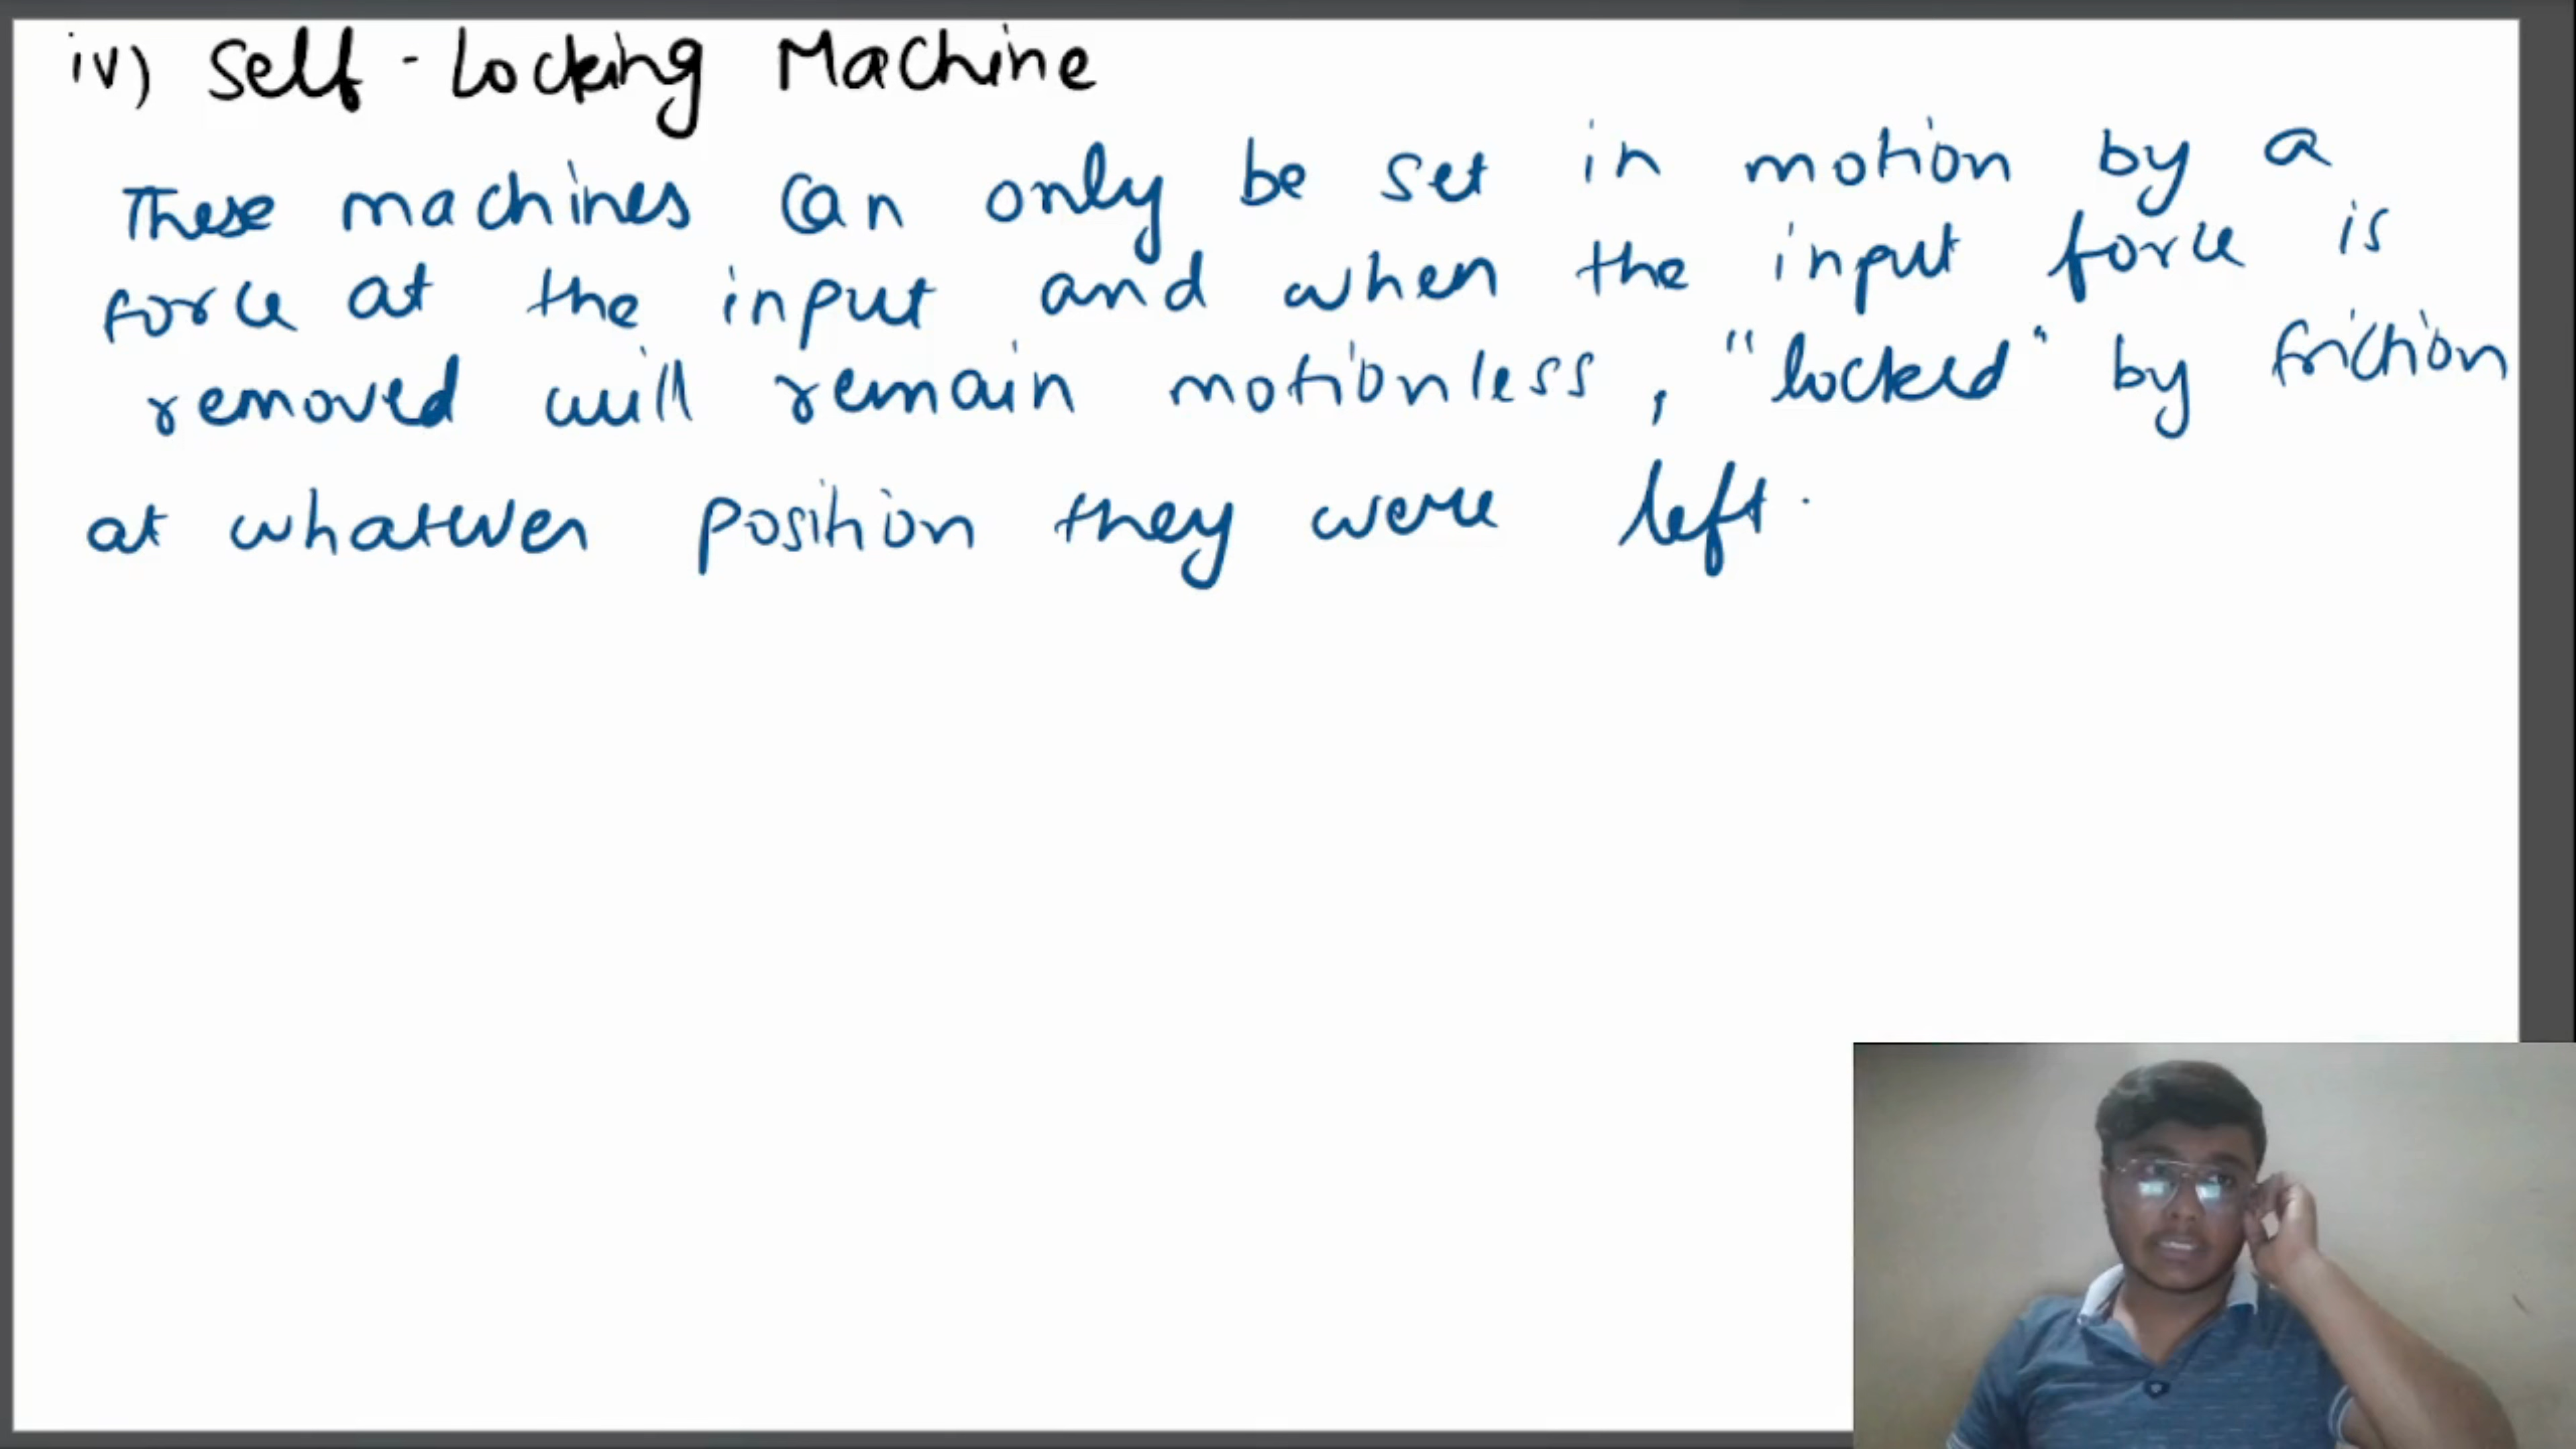 iv) Self-Locking Machine
These machines can only be set in motion by a
force at the input and when the input force is
removed will remain motionless, "locked" by friction
at whatever position they were left.